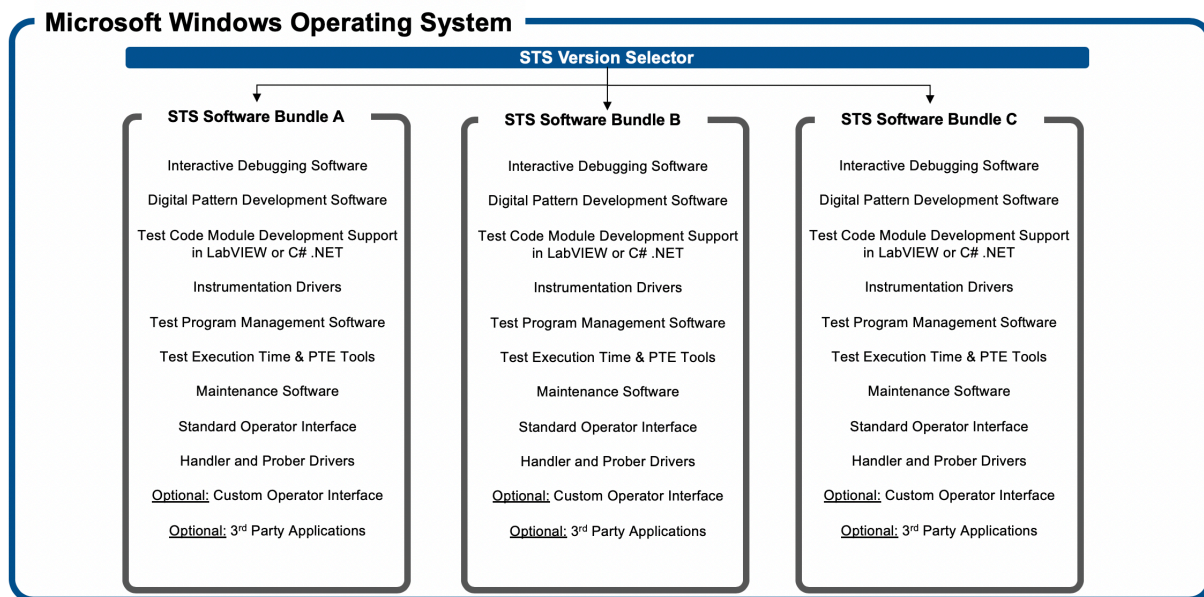 Microsoft Windows Operating System
STS Version Selector
STS Software Bundle A
Interactive Debugging Software
Digital Pattern Development Software
Test Code Module Development Support
in LabVIEW or C# .NET
Instrumentation Drivers
Test Program Management Software
Test Execution Time & PTE Tools
Maintenance Software
Standard Operator Interface
Handler and Prober Drivers
Optional: Custom Operator Interface
Optional: 3rd Party Applications
STS Software Bundle B
Interactive Debugging Software
Digital Pattern Development Software
Test Code Module Development Support
in LabVIEW or C# .NET
Instrumentation Drivers
Test Program Management Software
Test Execution Time & PTE Tools
Maintenance Software
Standard Operator Interface
Handler and Prober Drivers
Optional: Custom Operator Interface
Optional: 3rd Party Applications
STS Software Bundle C
Interactive Debugging Software
Digital Pattern Development Software
Test Code Module Development Support
in LabVIEW or C# .NET
Instrumentation Drivers
Test Program Management Software
Test Execution Time & PTE Tools
Maintenance Software
Standard Operator Interface
Handler and Prober Drivers
Optional: Custom Operator Interface
Optional: 3rd Party Applications